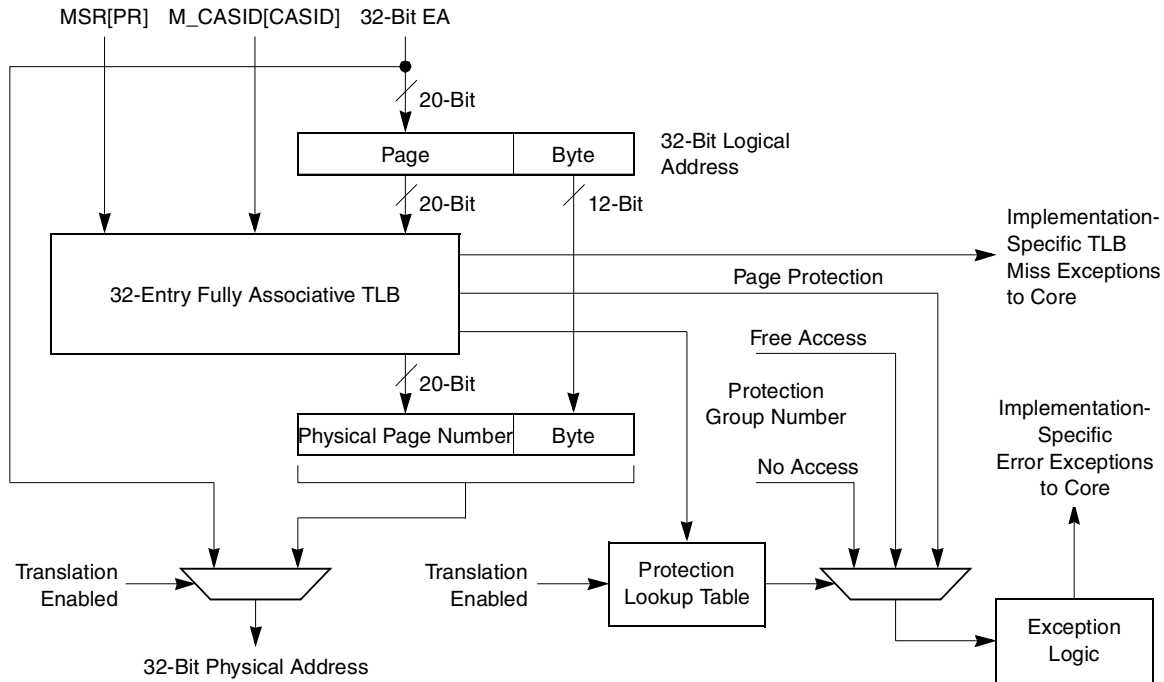 MSR[PR] M_CASID[CASID] 32-Bit EA
20-Bit
32-Bit Logical
Address
Page Byte
20-Bit 12-Bit
Implementation-
Specific TLB
Miss Exceptions
to Core
32-Entry Fully Associative TLB
Page Protection
Free Access
20-Bit
Protection
Group Number
Implementation-
Specific
Error Exceptions
to Core
Physical Page Number Byte
No Access
Translation
Enabled
Translation
Enabled
Protection
Lookup Table
Exception
Logic
32-Bit Physical Address